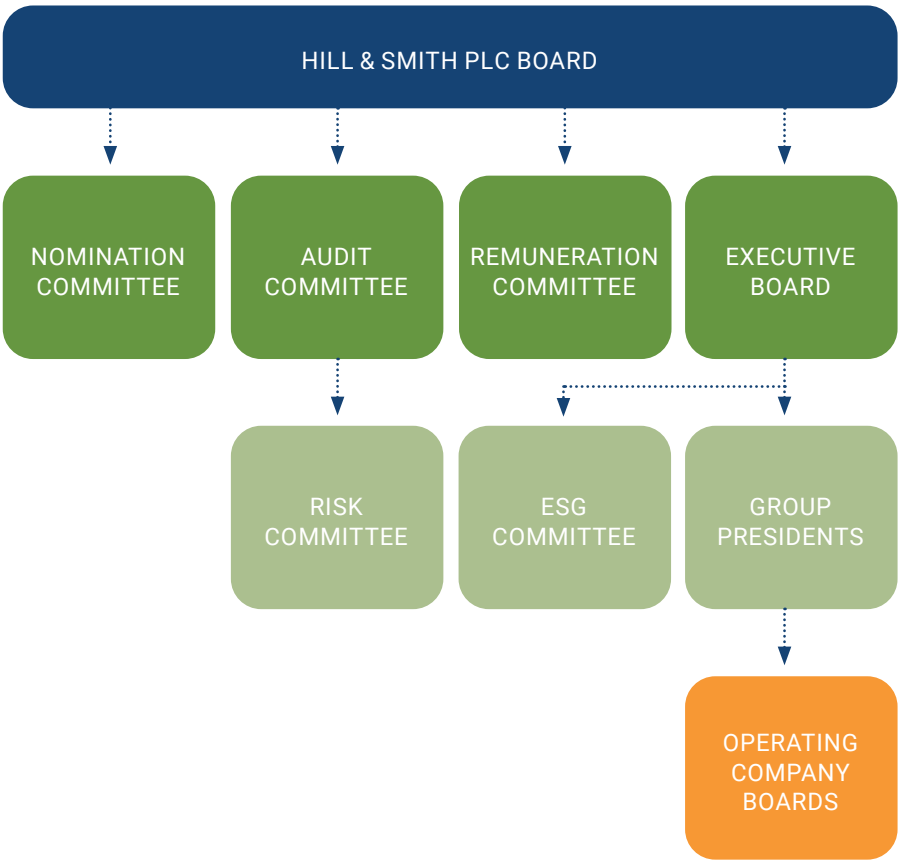 HILL & SMITH PLC BOARD
NOMINATION
COMMITTEE
AUDIT
COMMITTEE
REMUNERATION
COMMITTEE
EXECUTIVE
BOARD
RISK
COMMITTEE
ESG
COMMITTEE
GROUP
PRESIDENTS
OPERATING
COMPANY
BOARDS